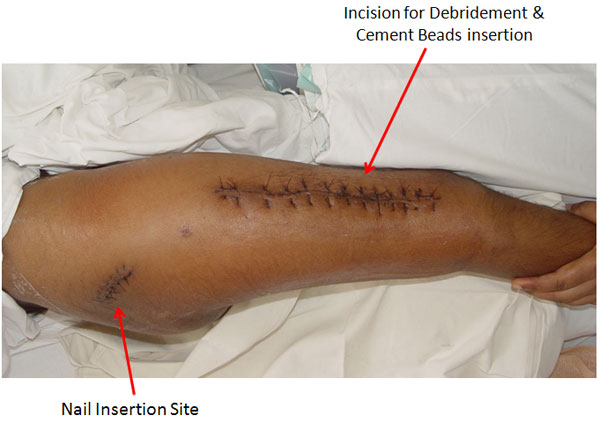 Incision for Debridement &
Cement Beads insertion
Nail Insertion Site